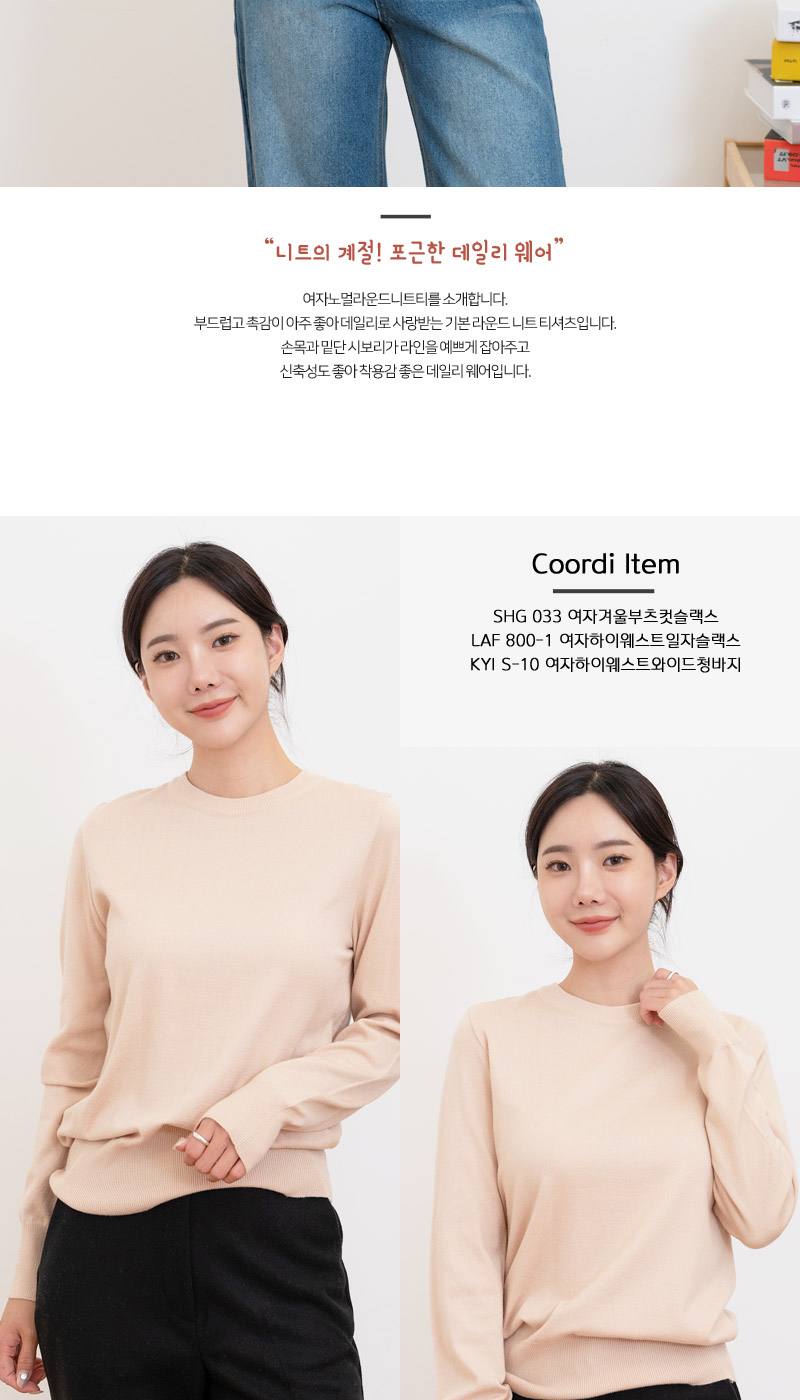 “니트의 계절! 포근한 데일리 웨어”
여자노멀라운드니트티를 소개합니다.
부드럽고 촉감이 아주 좋아 데일리로 사랑받는 기본 라운드 니트 티셔츠입니다.
손목과 밑단 시보리가 라인을 예쁘게 잡아주고
신축성도 좋아 착용감 좋은 데일리 웨어입니다.
Coordi Item
SHG 033 여자겨울부츠컷슬랙스
LAF 800-1 여자하이웨스트일자슬랙스
KYI S-10 여자하이웨스트와이드청바지